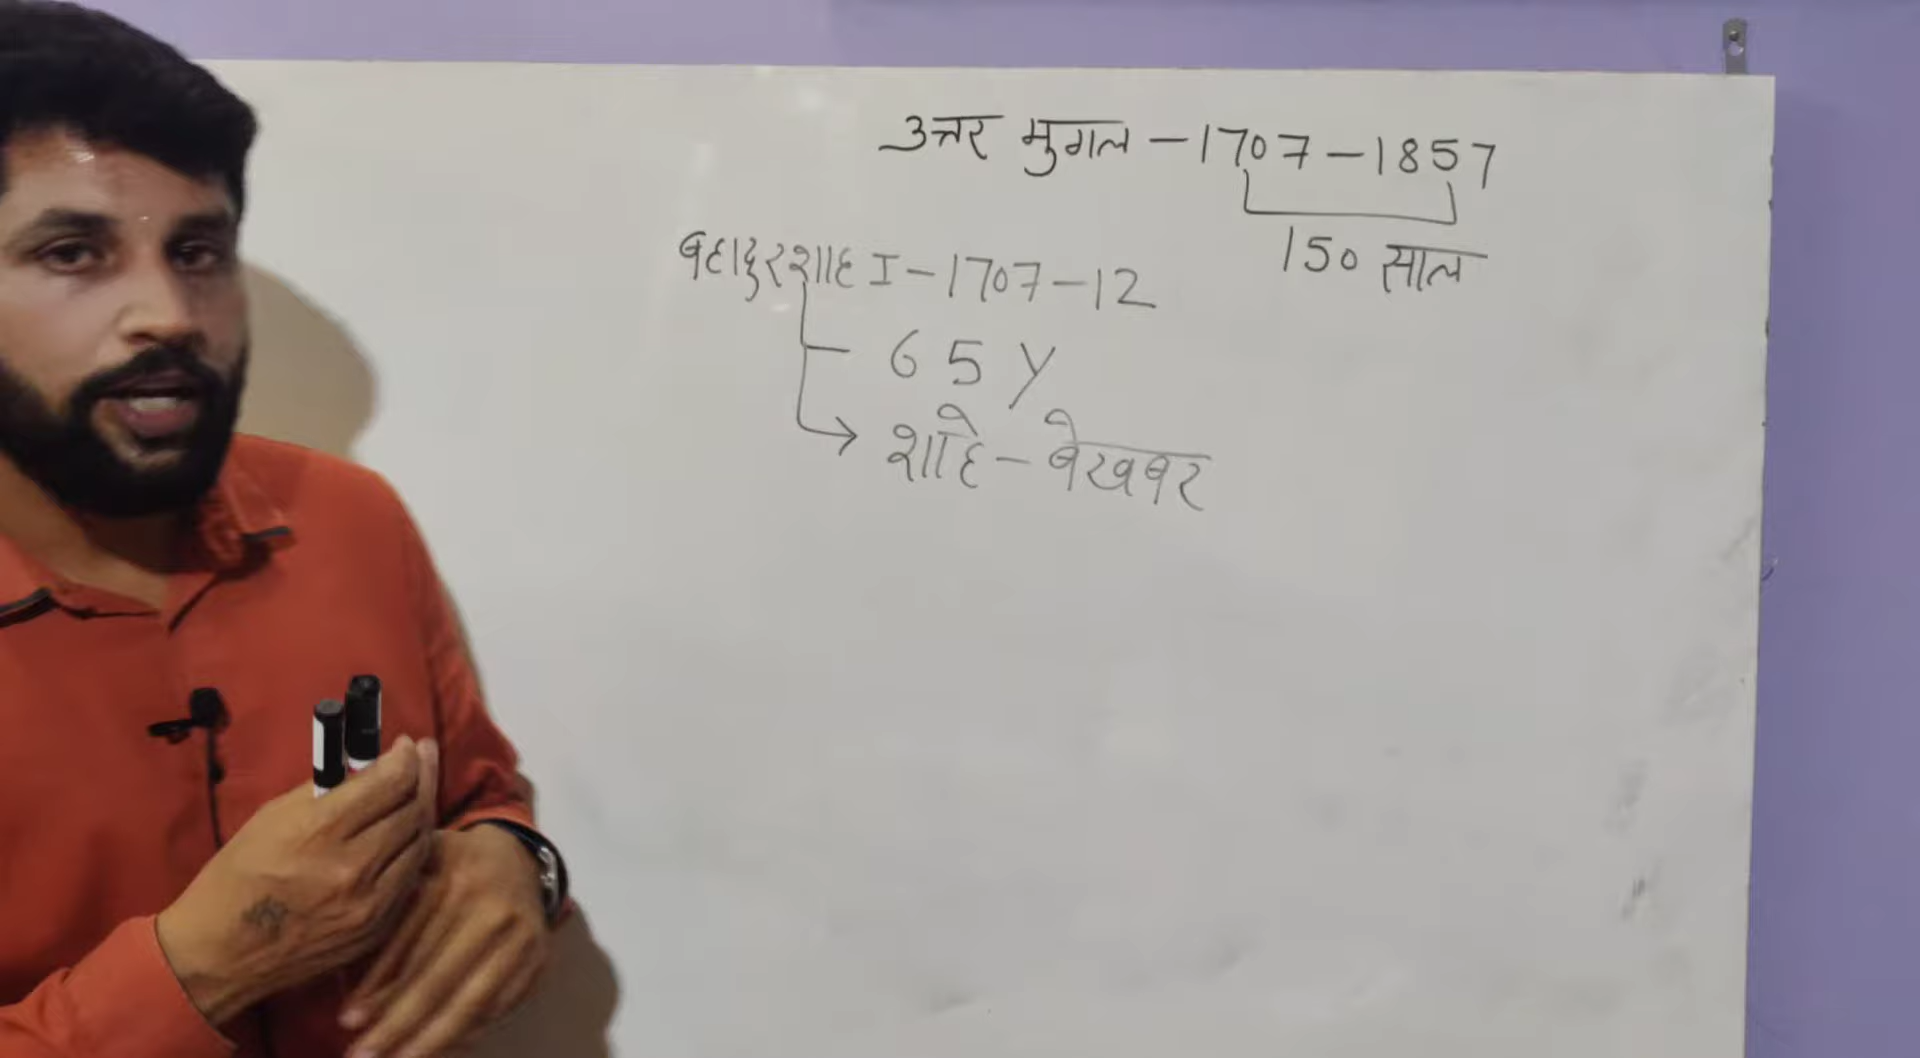 उत्तर मुगल - 1707 - 1857
150 साल
बहादुरशाह I - 1707 - 12
65 y
शाहे - बेखबर